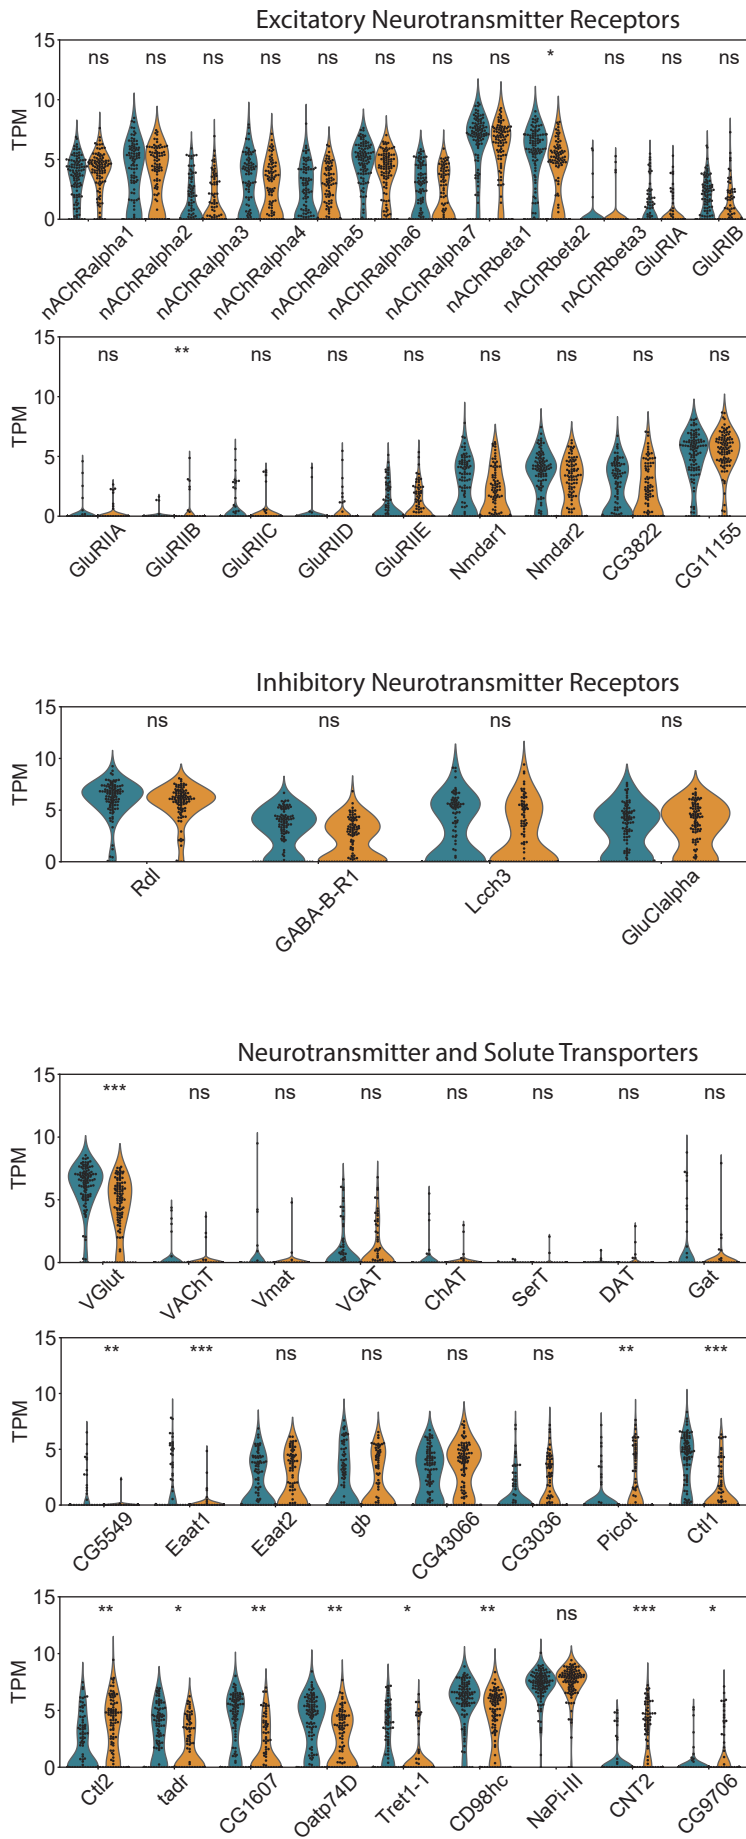 Excitatory Neurotransmitter Receptors
15
ns ns ns ns ns ns ns ns * ns ns ns
10
TPM
5
0
nAChRalpha1 nAChRalpha2 nAChRalpha3 nAChRalpha4 nAChRalpha5 nAChRalpha6 nAChRalpha7 nAChRbeta1 nAChRbeta2 nAChRbeta3 GluRIA GluRIB
15
ns ** ns ns ns ns ns ns ns
10
TPM
5
0
GluRIIA GluRIIB GluRIIC GluRIID GluRIIE Nmdar1 Nmdar2 CG3822 CG11155
Inhibitory Neurotransmitter Receptors
15
ns ns ns ns
10
TPM
5
0
Rdl GABA-B-R1 Lcch3 GluClalpha
Neurotransmitter and Solute Transporters
15
*** ns ns ns ns ns ns ns
10
TPM
5
0
VGlut VAChT Vmat VGAT ChAT SerT DAT Gat
15
** *** ns ns ns ns ** ***
10
TPM
5
0
CG5549 Eaat1 Eaat2 gb CG43066 CG3036 Picot Ctl1
15
** * ** ** * ** ns *** *
10
TPM
5
0
Ctl2 tadr CG1607 Oatp74D Tret1-1 CD98hc NaPi-III CNT2 CG9706